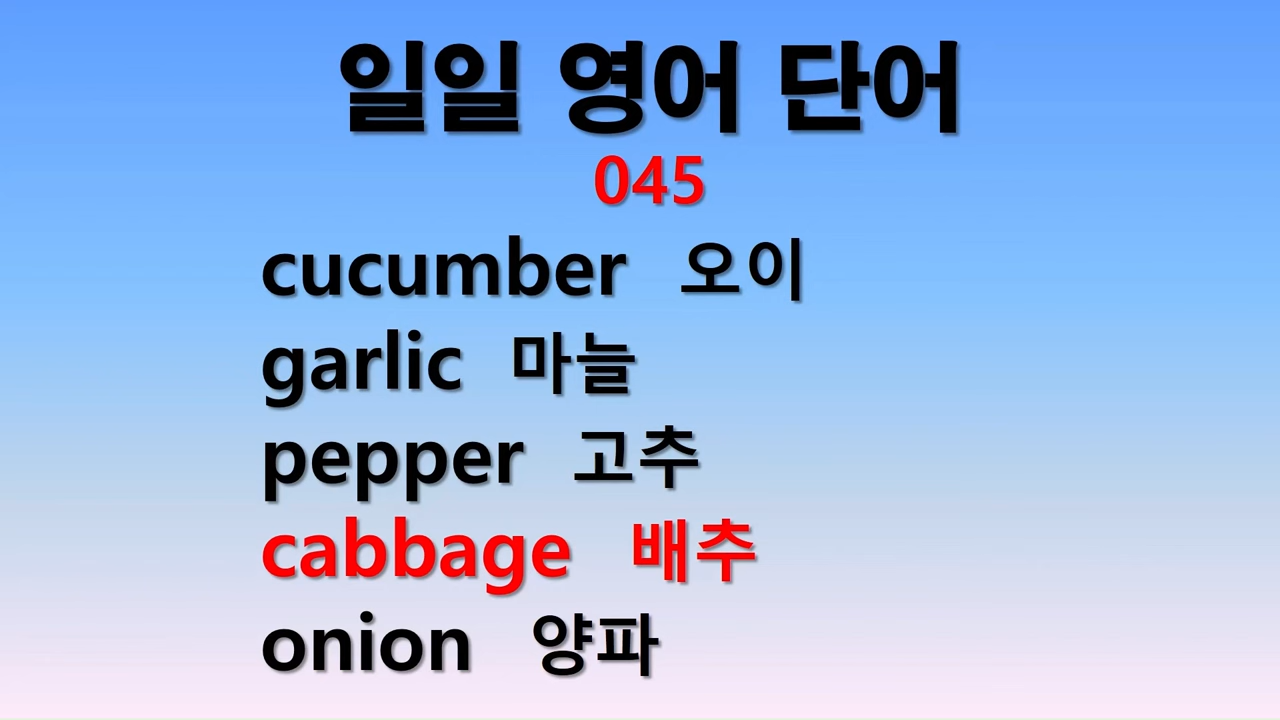 일일 영어 단어
045
cucumber 오이
garlic 마늘
pepper 고추
cabbage 배추
onion 양파